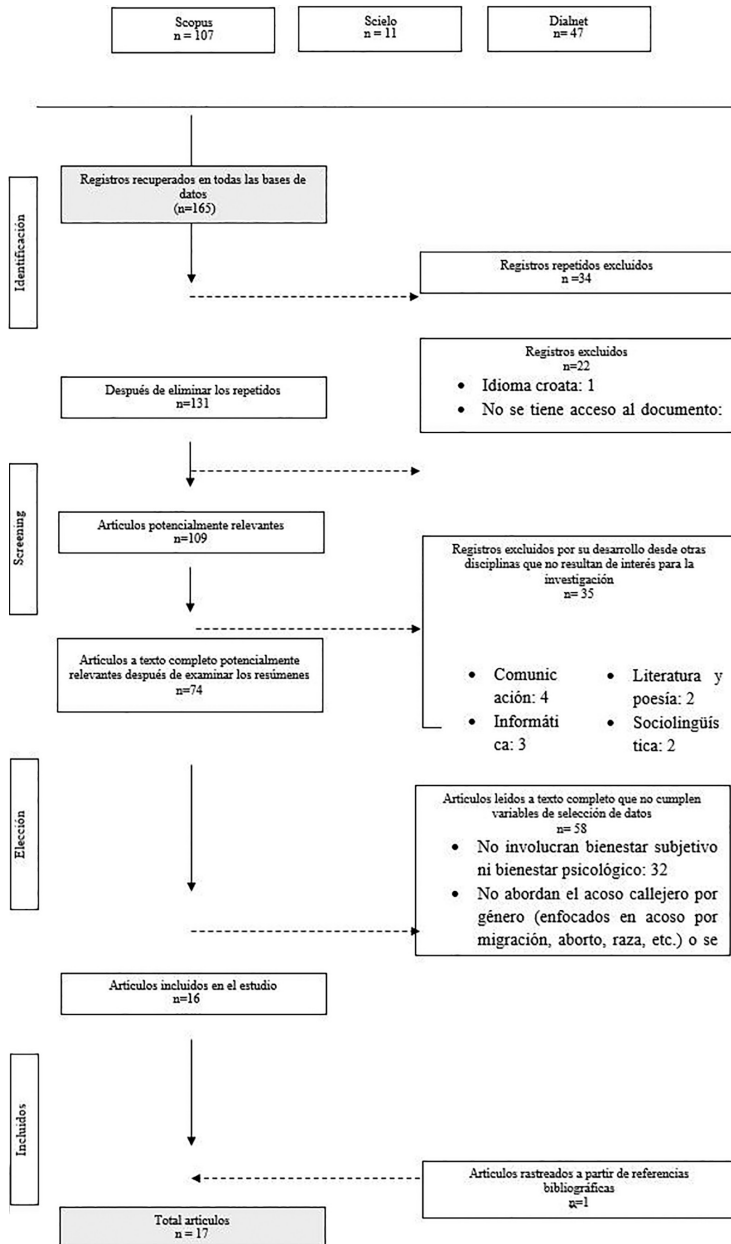 Scopus
n = 107
Scielo
n = 11
Dialnet
n= 47
Identificación
Registros recuperados en todas las bases de
datos
(n=165)
Registros repetidos excluidos
n =34
Después de eliminar los repetidos
n=131
Registros excluidos
n=22
• Idioma croata: 1
• No se tiene acceso al documento:
Screening
Artículos potencialmente relevantes
n=109
Registros excluidos por su desarrollo desde otras
disciplinas que no resultan de interés para la
investigación
n= 35
• Comunic
ación: 4
• Informáti
ca: 3
• Literatura y
poesía: 2
• Sociolingüís
tica: 2
Artículos a texto completo potencialmente
relevantes después de examinar los resúmenes
n=74
Elección
Artículos leídos a texto completo que no cumplen
variables de selección de datos
n= 58
• No involucran bienestar subjetivo
ni bienestar psicológico: 32
• No abordan el acoso callejero por
género (enfocados en acoso por
migración, aborto, raza, etc.) o se
Artículos incluidos en el estudio
n=16
Incluidos
Artículos rastreados a partir de referencias
bibliográficas
n=1
Total artículos
n = 17